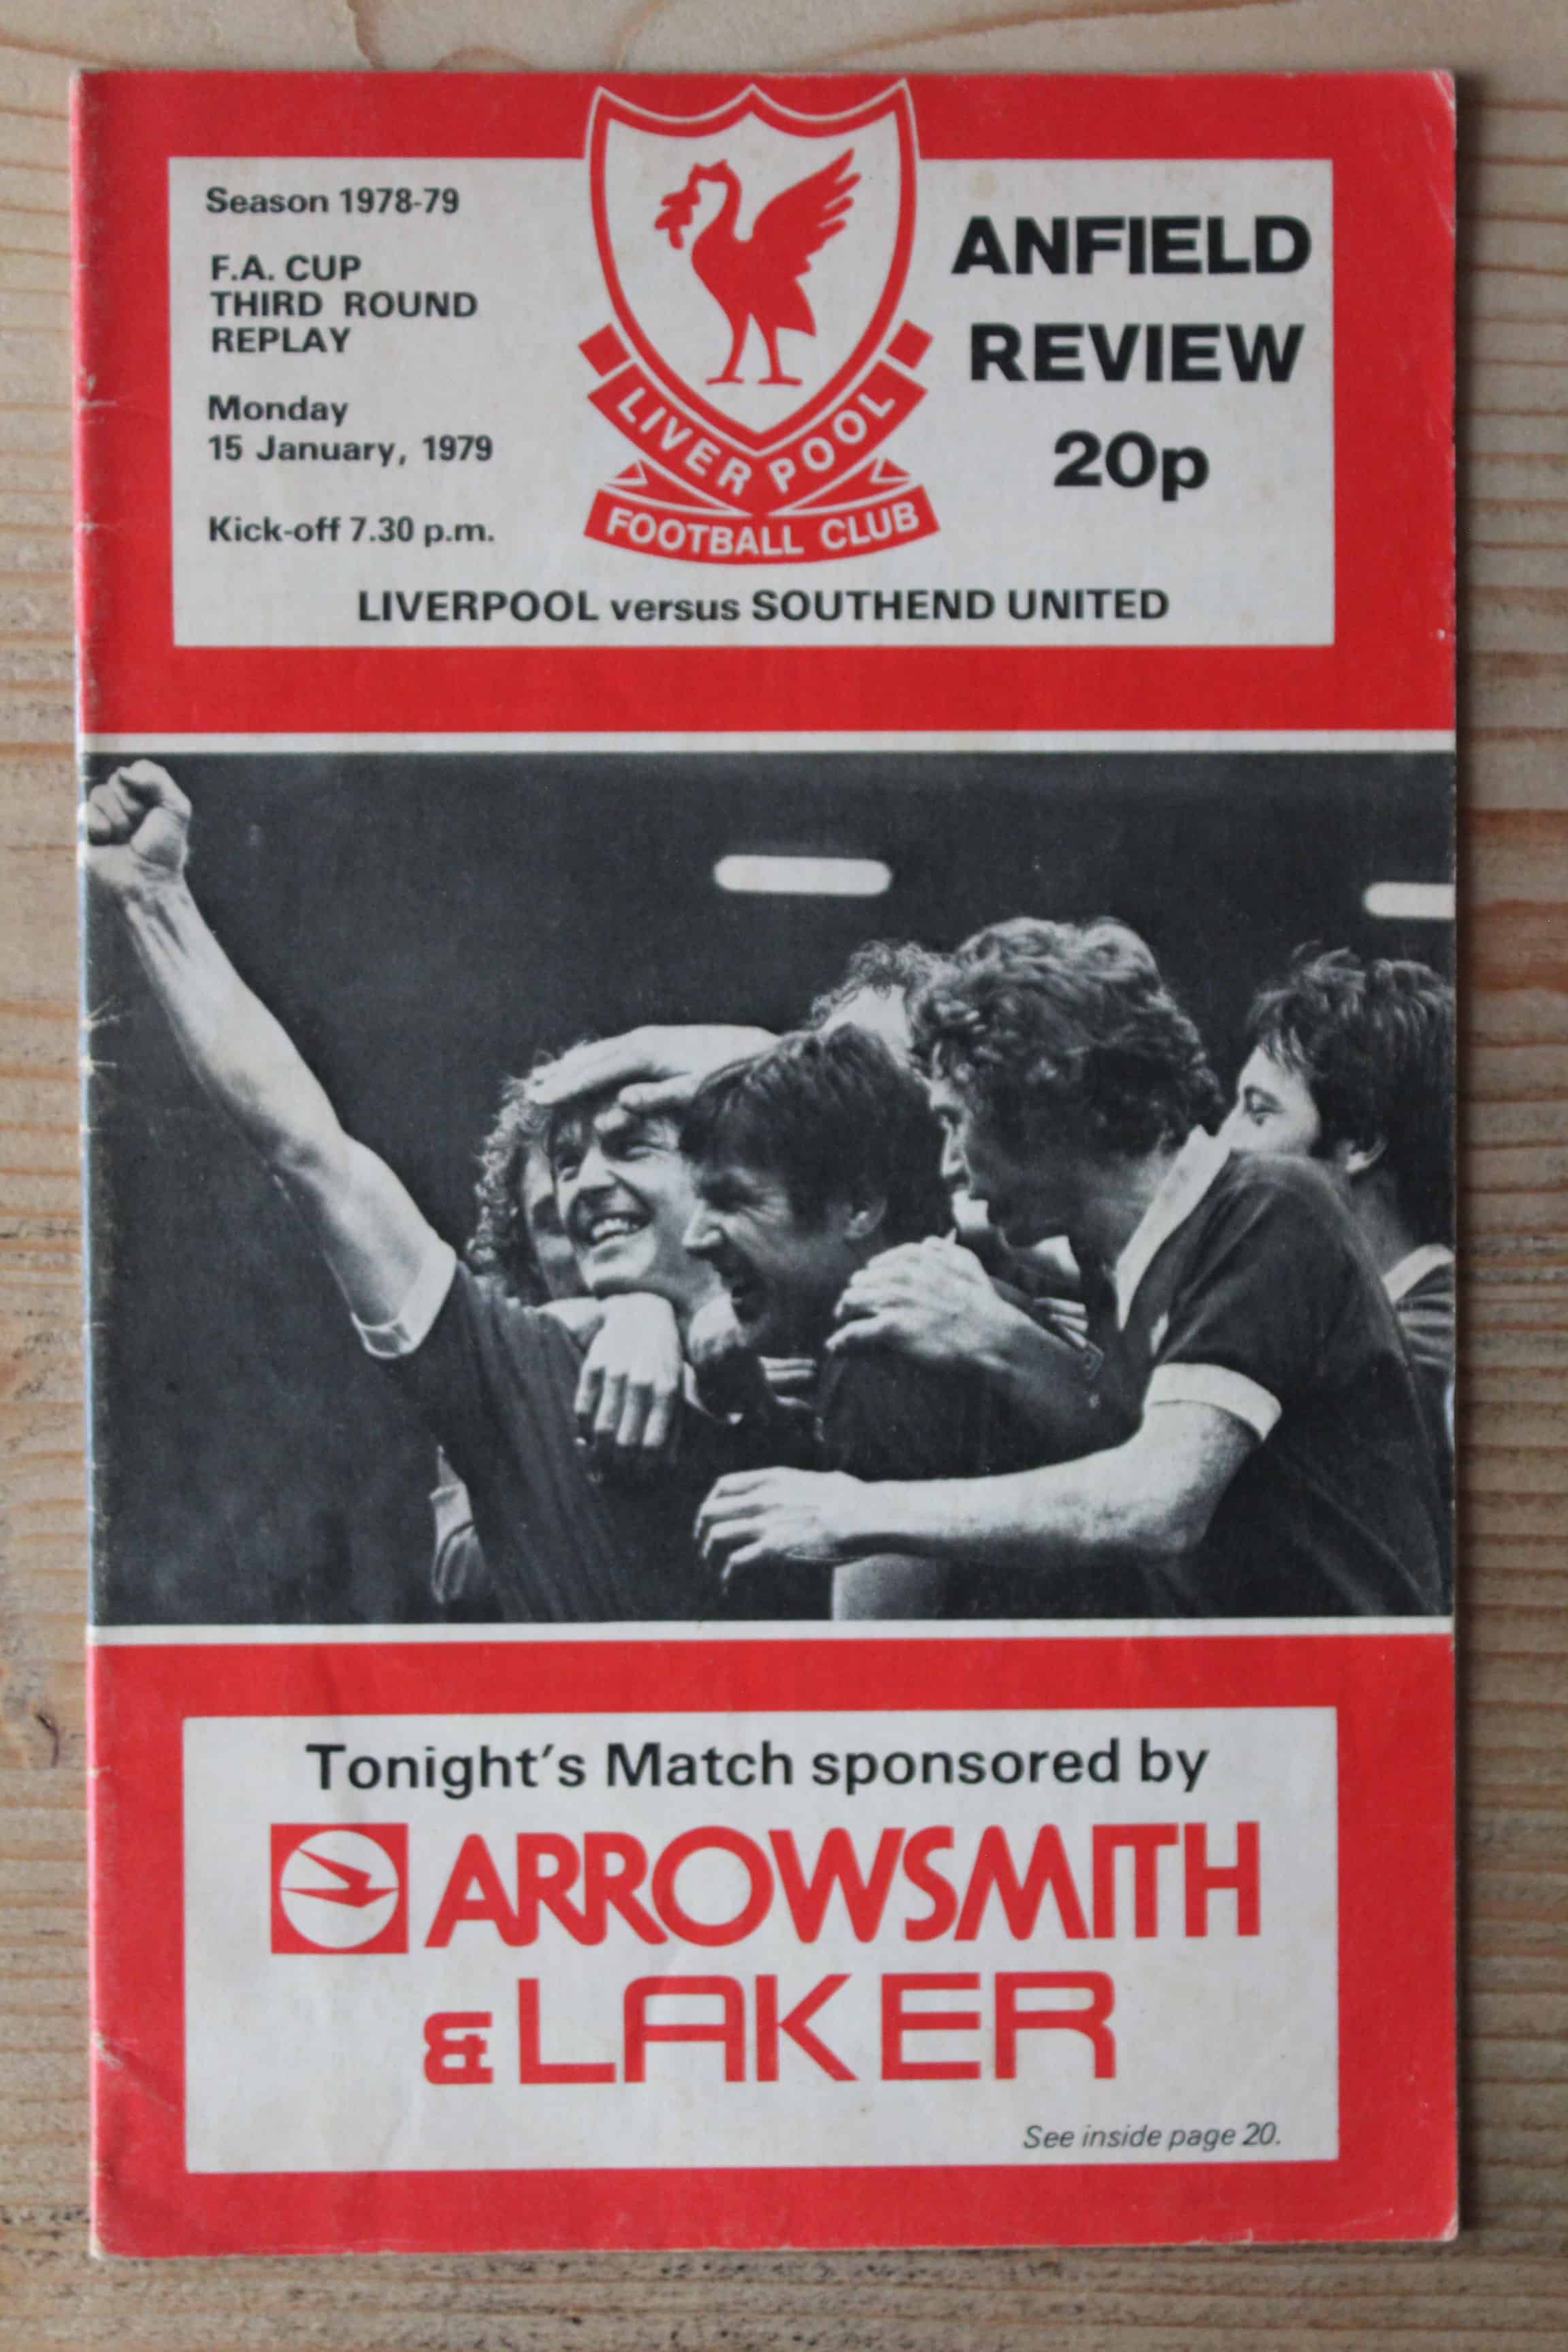 Season 1978-79
F.A. CUP
THIRD ROUND
REPLAY
Monday
15 January, 1979
Kick-off 7.30 p.m.
LIVERPOOL
FOOTBALL CLUB
ANFIELD
REVIEW
20p
LIVERPOOL versus SOUTHEND UNITED
Tonight's Match sponsored by
ARROWSMITH
& LAKER
See inside page 20.